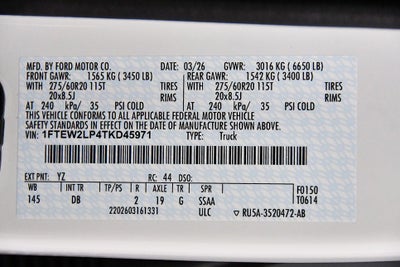 MFD. BY FORD MOTOR CO. 03/26 GVWR: 3016 KG ( 6650 LB)
FRONT GAWR: 1565 KG ( 3450 LB) REAR GAWR: 1542 KG ( 3400 LB)
WITH 275/60R20 115T TIRES WITH 275/60R20 115T TIRES
20x8.5J RIMS 20x8.5J RIMS
AT 240 kPa/ 35 PSI COLD AT 240 kPa/ 35 PSI COLD
THIS VEHICLE CONFORMS TO ALL APPLICABLE FEDERAL MOTOR VEHICLE
SAFETY STANDARDS IN EFFECT ON THE DATE OF MANUFACTURE SHOWN ABOVE.
VIN: 1FTEW2LP4TKD45971 TYPE: Truck
EXT PNT: YZ RC: 44 DSO:
WB INT TR TP/PS R AXLE TR SPR F0150
145 DB 2 19 G SSAA T0614
2202603161331 ULC RU5A-3520472-AB